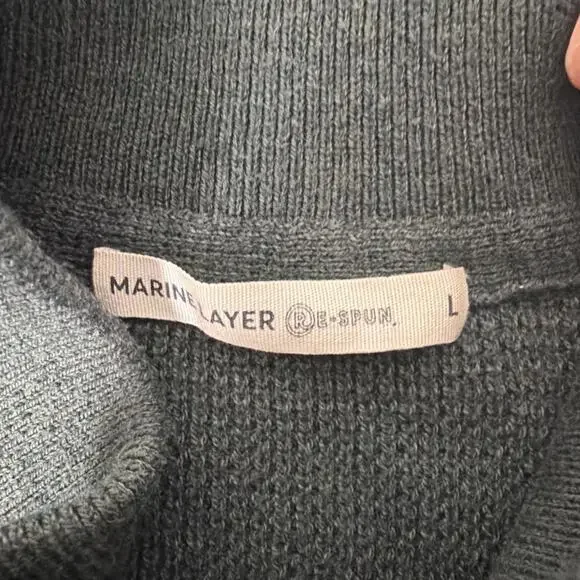 MARINE LAYER RE-SPUN. L